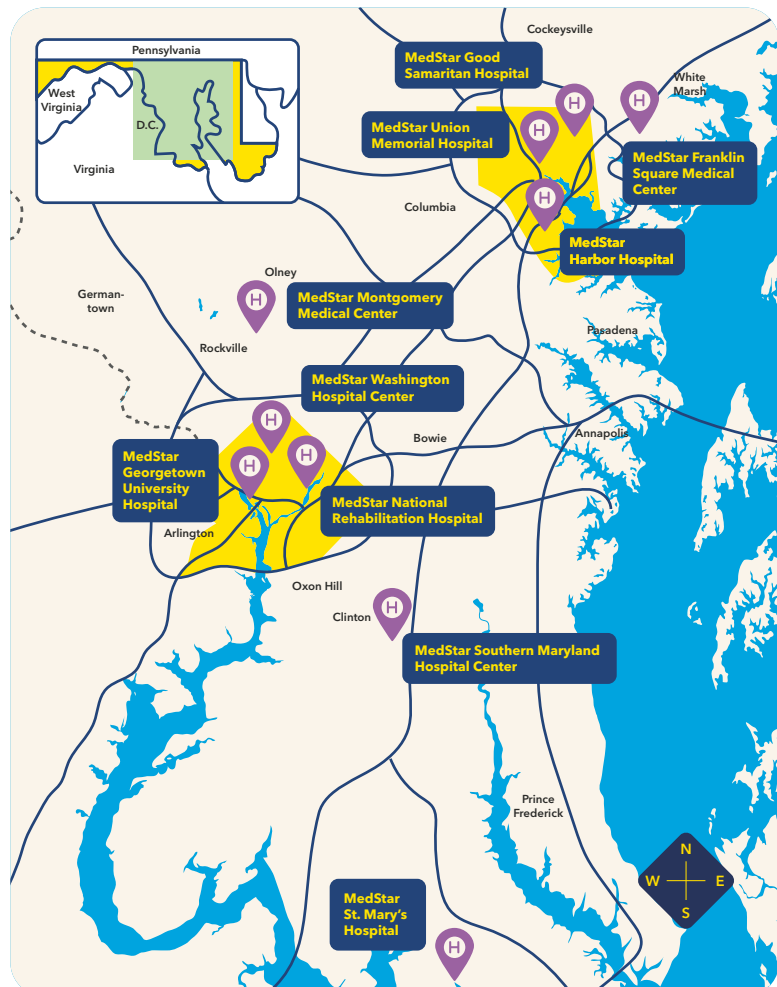 Cockeysville
Pennsylvania
MedStar Good
Samaritan Hospital
West
Virginia
D.C.
Virginia
White
Marsh
H
H
H
MedStar Union
Memorial Hospital
MedStar Franklin
Square Medical
Center
H
Columbia
MedStar
Harbor Hospital
Olney
German-
town
H
MedStar Montgomery
Medical Center
Rockville
Pasadena
MedStar Washington
Hospital Center
H
Bowie
Annapolis
MedStar
Georgetown
University
Hospital
H
H
MedStar National
Rehabilitation Hospital
Arlington
Oxon Hill
Clinton
H
MedStar Southern Maryland
Hospital Center
Prince
Frederick
N
W E
S
MedStar
St. Mary's
Hospital
H